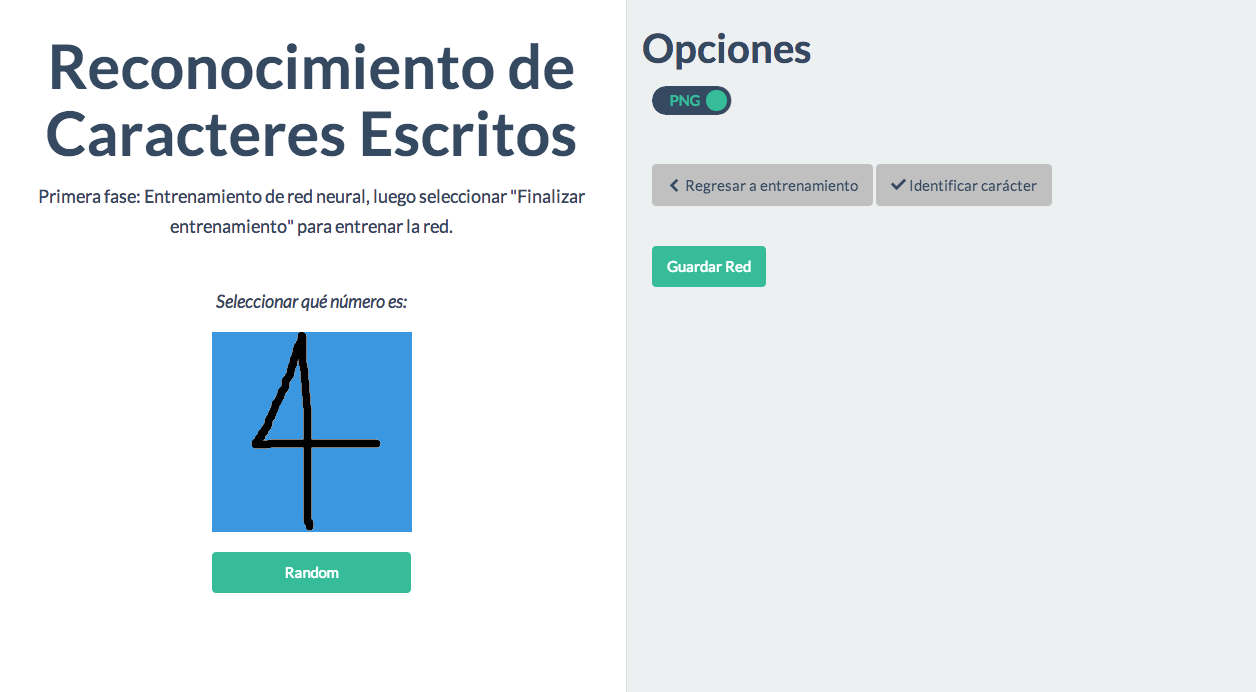 Reconocimiento de
Caracteres Escritos
Primera fase: Entrenamiento de red neural, luego seleccionar "Finalizar
entrenamiento" para entrenar la red.
Seleccionar qué número es:
4
Random
Opciones
PNG
Regresar a entrenamiento
Identificar carácter
Guardar Red